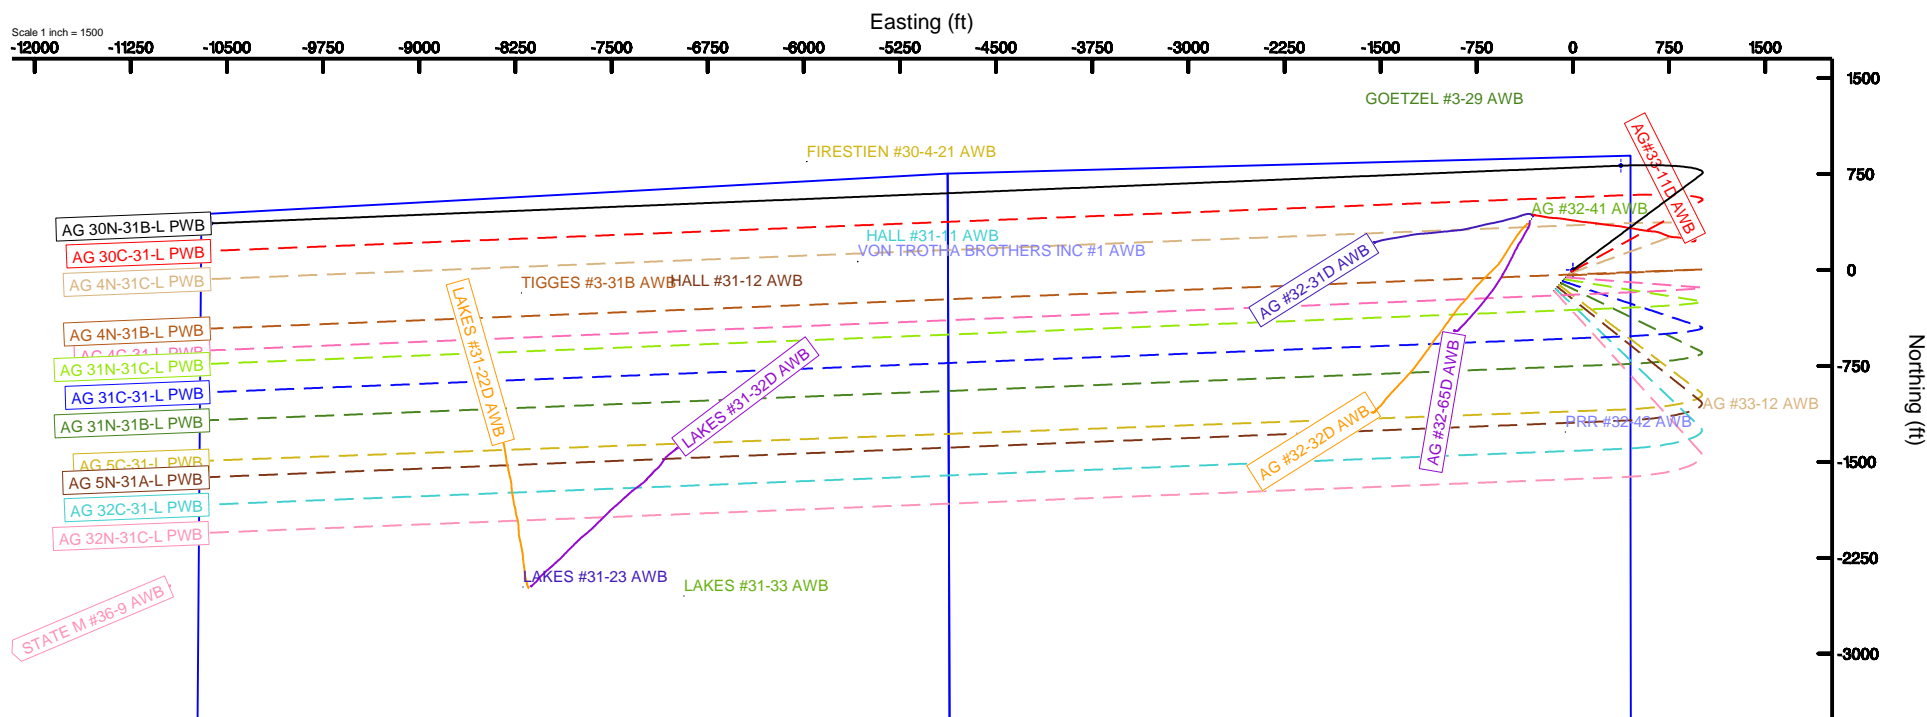 Easting (ft)
Scale 1 inch = 1500
-12000 -11250 -10500 -9750 -9000 -8250 -7500 -6750 -6000 -5250 -4500 -3750 -3000 -2250 -1500 -750 0 750 1500
1500
GOETZEL #3-29 AWB
FIRESTIEN #30-4-21 AWB
AG#33-11D AWB
750
AG #32-41 AWB
AG 30N-31B-L PWB
HALL #31-11 AWB
AG 30C-31-L PWB
VON TROTHA BROTHERS INC #1 AWB
0
AG 4N-31C-L PWB
TIGGES #3-31B AWB
HALL #31-12 AWB
AG #32-31D AWB
AG 4N-31B-L PWB
AG 4C-31-L PWB
AG 31N-31C-L PWB
LAKES #31-22D AWB
LAKES #31-32D AWB
AG #32-65D AWB
-750
Northing (ft)
AG 31C-31-L PWB
AG #33-12 AWB
AG 31N-31B-L PWB
PRR #32-42 AWB
AG #32-32D AWB
AG 5C-31-L PWB
-1500
AG 5N-31A-L PWB
AG 32C-31-L PWB
AG 32N-31C-L PWB
-2250
LAKES #31-23 AWB
LAKES #31-33 AWB
STATE M #36-9 AWB
-3000